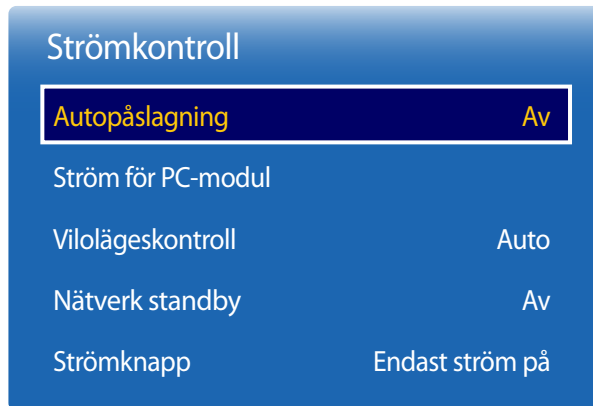 Strömkontroll
Autopåslagning Av
Ström för PC-modul
Vilolägeskontroll Auto
Nätverk standby Av
Strömknapp Endast ström på